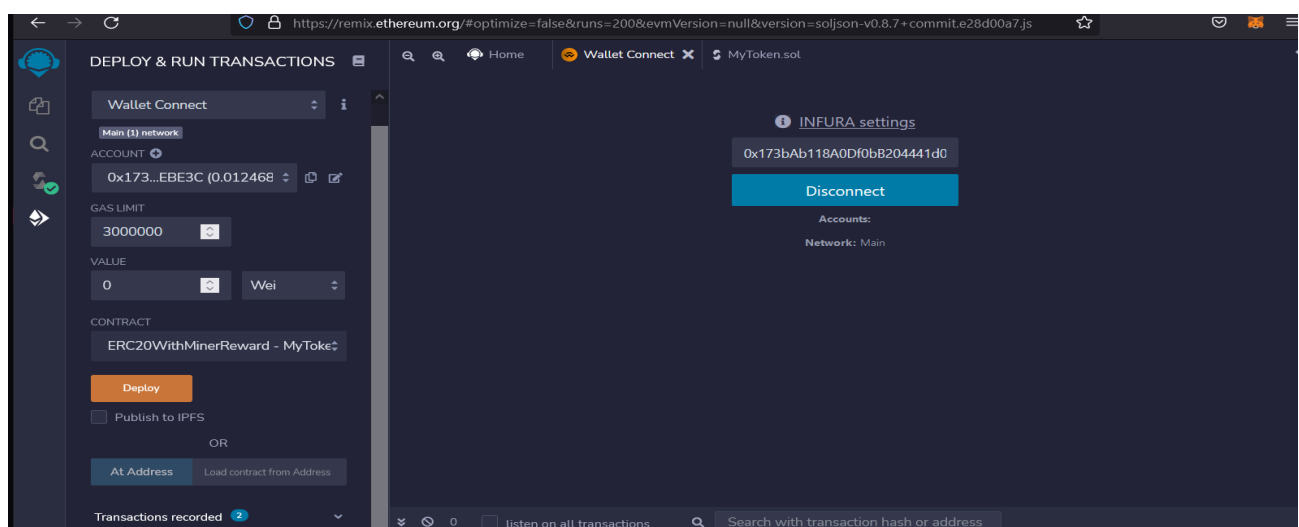 https://remix.ethereum.org/#optimize=false&runs=200&evmVersion=null&version=soljson-v0.8.7+commit.e28d00a7.js
DEPLOY & RUN TRANSACTIONS
Home
Wallet Connect
MyToken.sol
Wallet Connect
i
Main (1) network
ACCOUNT
0x173...EBE3C (0.012468
GAS LIMIT
3000000
VALUE
0
Wei
CONTRACT
ERC20WithMinerReward - MyToke
Deploy
Publish to IPFS
OR
At Address
Load contract from Address
Transactions recorded 2
INFURA settings
0x173bAb118A0Df0bB204441d0
Disconnect
Accounts:
Network: Main
0
listen on all transactions
Search with transaction hash or address